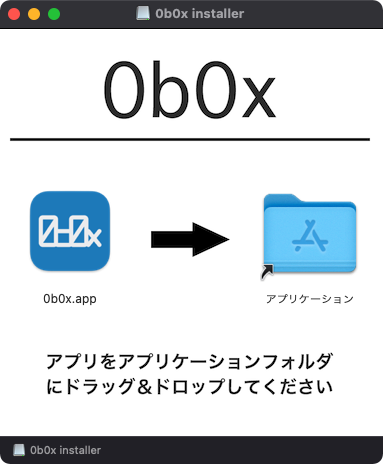 0b0x installer
0b0x
0b0x
0b0x.app
アプリケーション
アプリをアプリケーションフォルダ
にドラッグ&ドロップしてください
0b0x installer